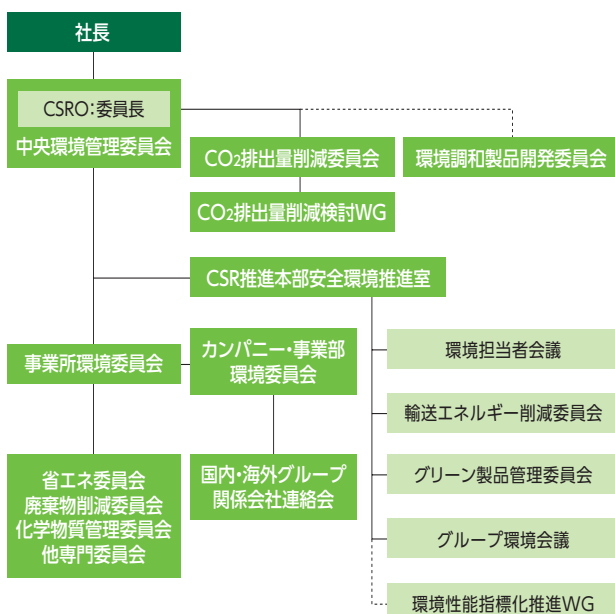 社長
CSRO：委員長
中央環境管理委員会
CO2排出量削減委員会
環境調和製品開発委員会
CO2排出量削減検討WG
CSR推進本部安全環境推進室
事業所環境委員会
カンパニー・事業部
環境委員会
環境担当者会議
輸送エネルギー削減委員会
省エネ委員会
廃棄物削減委員会
化学物質管理委員会
他専門委員会
国内・海外グループ
関係会社連絡会
グリーン製品管理委員会
グループ環境会議
環境性能指標化推進WG